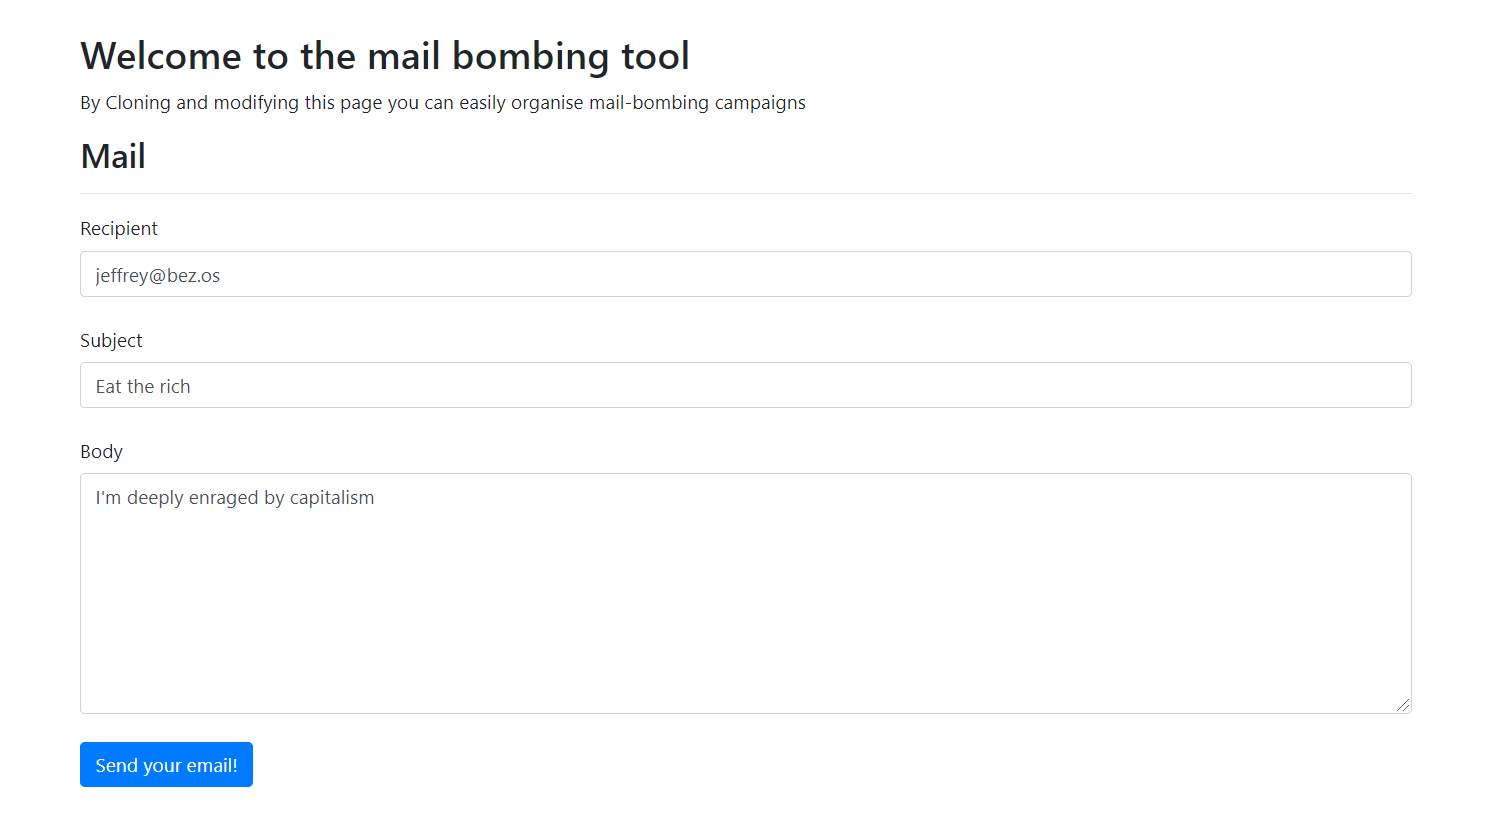 Welcome to the mail bombing tool
By Cloning and modifying this page you can easily organise mail-bombing campaigns
Mail
Recipient
jeffrey@bez.os
Subject
Eat the rich
Body
I'm deeply enraged by capitalism
Send your email!